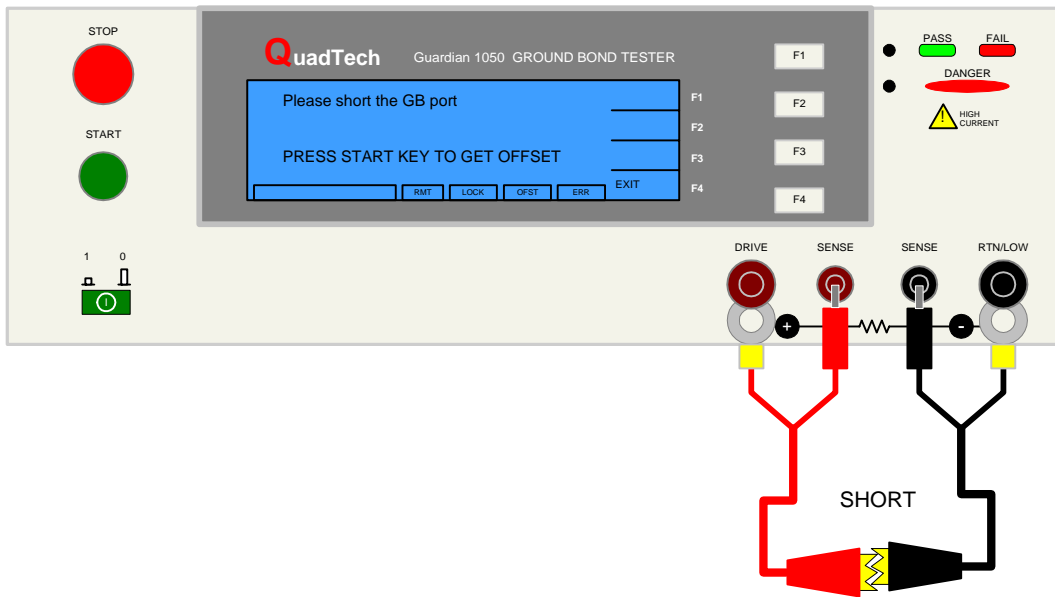 STOP
START
1 0
QuadTech Guardian 1050 GROUND BOND TESTER
Please short the GB port
PRESS START KEY TO GET OFFSET
RMT LOCK OFST ERR EXIT
F1
F2
F3
F4
F1
F2
F3
F4
PASS FAIL
DANGER
! HIGH
CURRENT
DRIVE SENSE SENSE RTN/LOW
+ -
SHORT